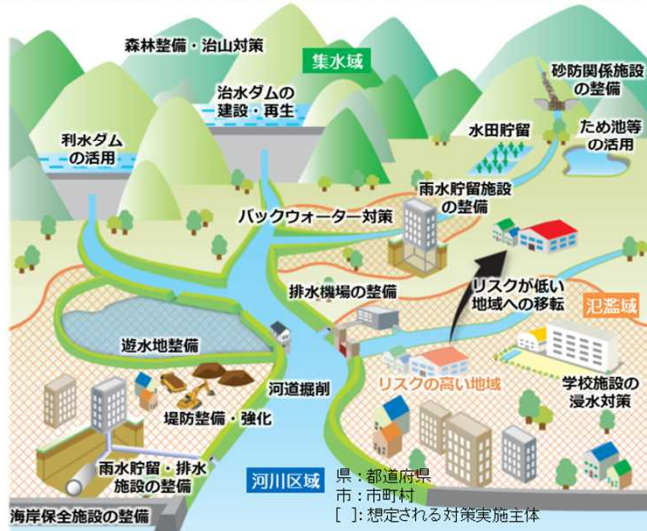 森林整備・治山対策
集水域
治水ダムの
建設・再生
砂防関係施設
の整備
利水ダム
の活用
水田貯留
ため池等
の活用
雨水貯留施設
の整備
バックウォーター対策
リスクが低い
地域への移転
排水機場の整備
氾濫域
遊水地整備
リスクの高い地域
学校施設の
浸水対策
河道掘削
堤防整備・強化
雨水貯留・排水
施設の整備
河川区域
県：都道府県
市：市町村
[ ]：想定される対策実施主体
海岸保全施設の整備